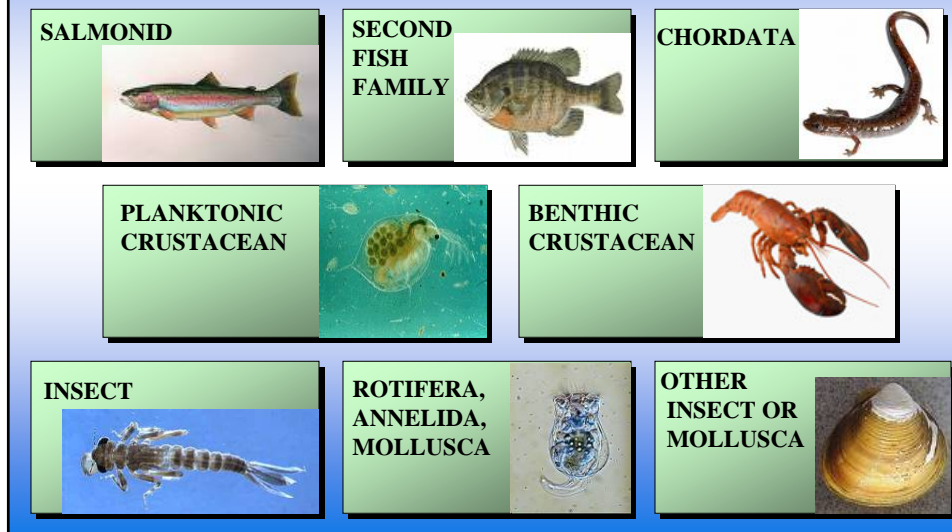 SALMONID
SECOND
FISH
FAMILY
CHORDATA
PLANKTONIC
CRUSTACEAN
BENTHIC
CRUSTACEAN
INSECT
ROTIFERA,
ANNELIDA,
MOLLUSCA
OTHER
INSECT OR
MOLLUSCA